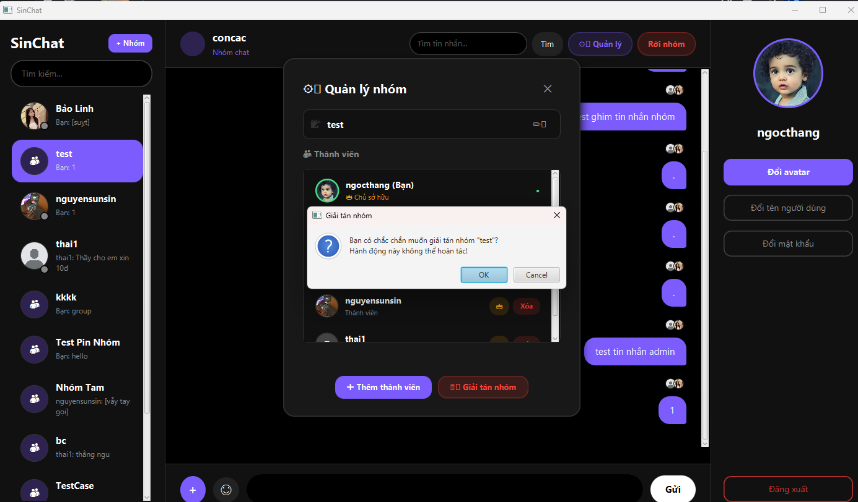 SinChat
SinChat
+ Nhóm
Tìm kiếm...
Bảo Linh
Bạn: [suỵt]
test
Bạn: 1
nguyensunsin
Bạn: 1
thai1
thai1: Thầy cho em xin
10d
kkkk
Bạn: group
Test Pin Nhóm
Bạn: hello
Nhóm Tam
nguyensunsin: [vẫy tay
goi]
bc
thai1: thằng ngu
TestCase
concac
Nhóm chat
Tìm tin nhắn...
Tìm
Quản lý
Rời nhóm
Quản lý nhóm
test
Thành viên
ngocthang (Bạn)
Chủ sở hữu
Giải tán nhóm
Bạn có chắc chắn muốn giải tán nhóm "test"?
Hành động này không thể hoàn tác!
OK
Cancel
nguyensunsin
Thành viên
Xóa
thai1
+ Thêm thành viên
Giải tán nhóm
st ghim tin nhắn nhóm
.
.
.
test tin nhắn admin
1
+
Gửi
ngocthang
Đổi avatar
Đổi tên người dùng
Đổi mật khẩu
Đăng xuất